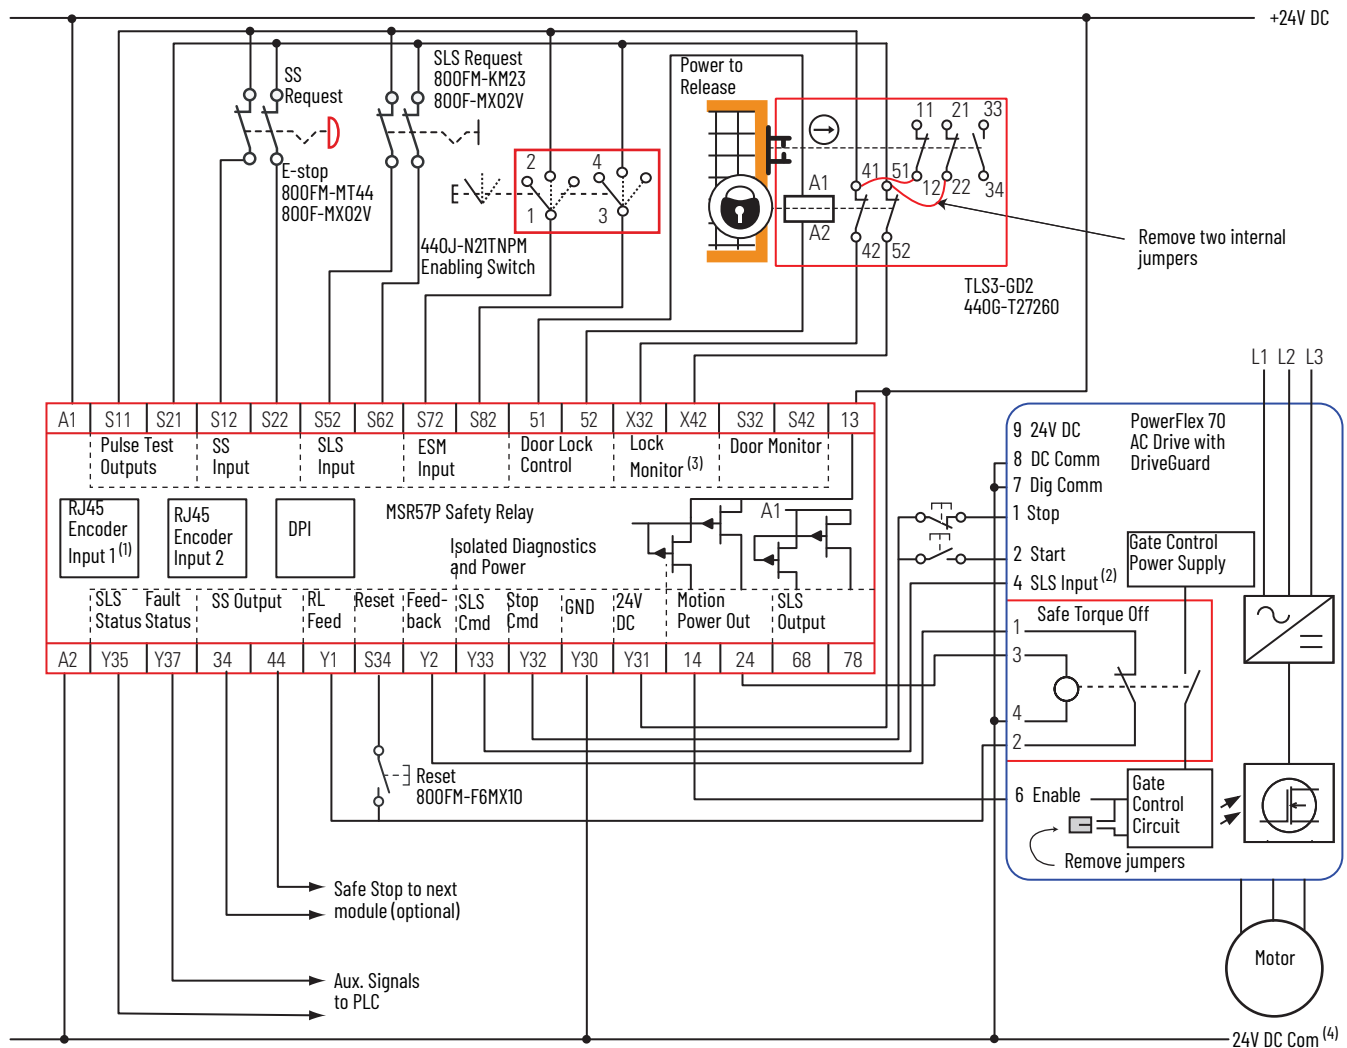 +24V DC
SS
Request
SLS Request
800FM-KM23
800F-MX02V
Power to
Release
11 21 33
2 4
E-stop
800FM-MT44
800F-MX02V
A1
41 51 12 22 34
1 3
A2
42 52
440J-N21TNPM
Enabling Switch
Remove two internal
jumpers
TLS3-GD2
440G-T27260
L1 L2 L3
A1 S11 S21 S12 S22 S52 S62 S72 S82 51 52 X32 X42 S32 S42 13
Pulse Test
Outputs
SS
Input
SLS
Input
ESM
Input
Door Lock
Control
Lock
Monitor (3)
Door Monitor
RJ45
Encoder
Input 1(1)
RJ45
Encoder
Input 2
DPI
MSR57P Safety Relay
A1
Isolated Diagnostics
and Power
SLS
Status
Fault
Status
SS Output
RL
Feed
Reset
Feed-
back
SLS
Cmd
Stop
Cmd
GND
24V
DC
Motion
Power Out
SLS
Output
A2 Y35 Y37 34 44 Y1 S34 Y2 Y33 Y32 Y30 Y31 14 24 68 78
PowerFlex 70
AC Drive with
DriveGuard
9 24V DC
8 DC Comm
7 Dig Comm
1 Stop
2 Start
4 SLS Input (2)
Gate Control
Power Supply
Safe Torque Off
1
3
4
2
6 Enable
Gate
Control
Circuit
Remove jumpers
Reset
800FM-F6MX10
Safe Stop to next
module (optional)
Aux. Signals
to PLC
Motor
24V DC Com (4)